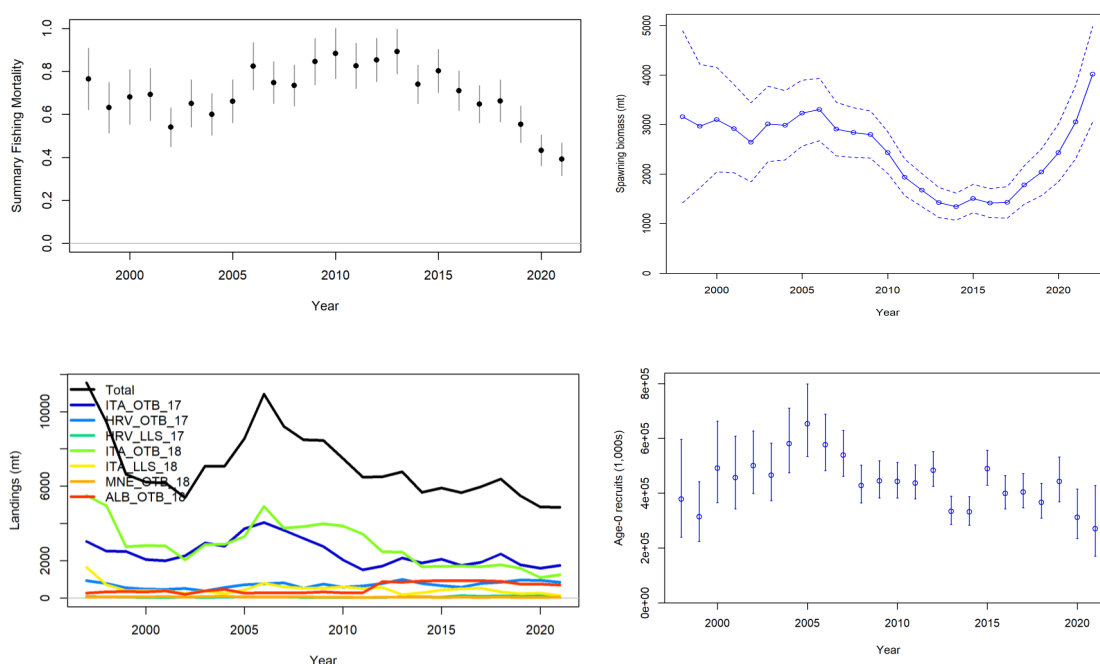 Summary Fishing Mortality
0.0 0.2 0.4 0.6 0.8 1.0
2000 2005 2010 2015 2020
Year
Spawning biomass (mt)
0 1000 2000 3000 4000 5000
2000 2005 2010 2015 2020
Year
Landings (mt)
0 2000 6000 10000
Total
ITA_OTB_17
HRV_OTB_17
HRV_LLS_17
ITA_OTB_18
ITA_LLS_18
MNE_OTB_18
ALB_OTB_18
2000 2005 2010 2015 2020
Year
Age-0 recruits (1,000s)
0e+00 2e+05 4e+05 6e+05 8e+05
2000 2005 2010 2015 2020
Year